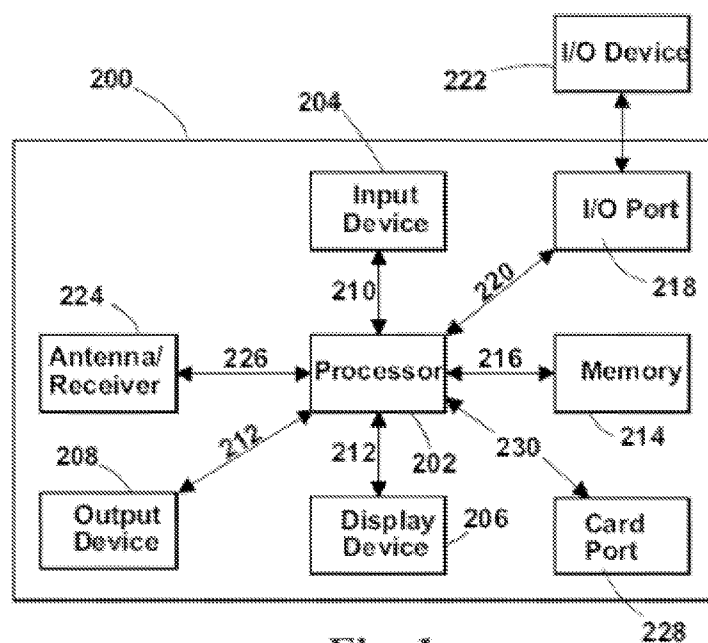 I/O Device
222
200
204
Input
Device
I/O Port
210
220
218
224
Antenna/
Receiver
226
Processor
216
Memory
212
212
202
230
214
208
Output
Device
Display
Device
206
Card
Port
228